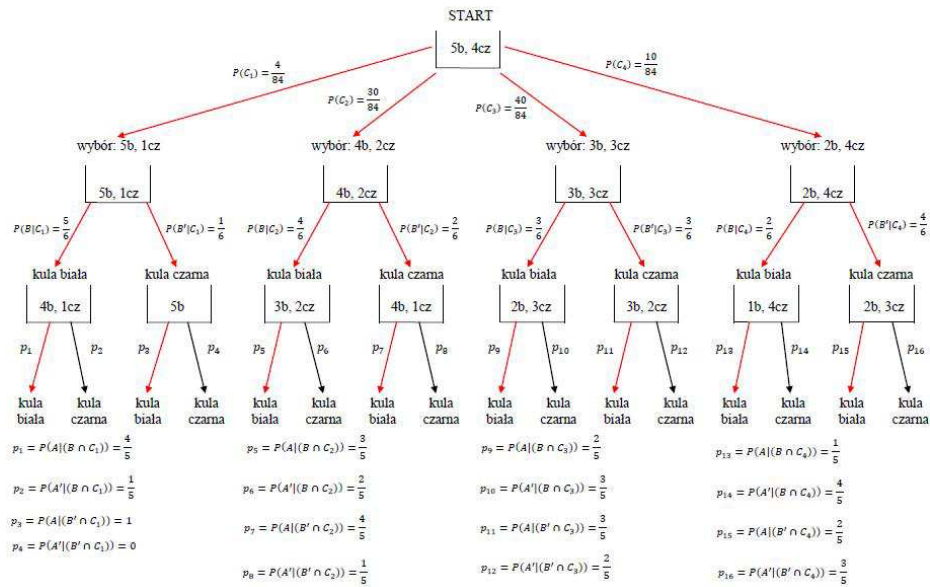 START
5b, 4cz
P(C₁) = 4/84
P(C₂) = 30/84
P(C₃) = 40/84
P(C₄) = 10/84
wybór: 5b, 1cz
wybór: 4b, 2cz
wybór: 3b, 3cz
wybór: 2b, 4cz
5b, 1cz
4b, 2cz
3b, 3cz
2b, 4cz
P(B|C₁) = 5/6
P(B'|C₁) = 1/6
P(B|C₂) = 4/6
P(B'|C₂) = 2/6
P(B|C₃) = 3/6
P(B'|C₃) = 3/6
P(B|C₄) = 2/6
P(B'|C₄) = 4/6
kula biała
kula czarna
kula biała
kula czarna
kula biała
kula czarna
kula biała
kula czarna
4b, 1cz
5b
3b, 2cz
4b, 1cz
2b, 3cz
3b, 2cz
1b, 4cz
2b, 3cz
p₁
p₂
p₃
p₄
p₅
p₆
p₇
p₈
p₉
p₁₀
p₁₁
p₁₂
p₁₃
p₁₄
p₁₅
p₁₆
kula
biała
kula
czarna
kula
biała
kula
czarna
kula
biała
kula
czarna
kula
biała
kula
czarna
kula
biała
kula
czarna
kula
biała
kula
czarna
kula
biała
kula
czarna
kula
biała
kula
czarna
p₁ = P(A|(B ∩ C₁)) = 4/5
p₂ = P(A'|(B ∩ C₁)) = 1/5
p₃ = P(A|(B' ∩ C₁)) = 1
p₄ = P(A'|(B' ∩ C₁)) = 0
p₅ = P(A|(B ∩ C₂)) = 3/5
p₆ = P(A'|(B ∩ C₂)) = 2/5
p₇ = P(A|(B' ∩ C₂)) = 4/5
p₈ = P(A'|(B' ∩ C₂)) = 1/5
p₉ = P(A|(B ∩ C₃)) = 2/5
p₁₀ = P(A'|(B ∩ C₃)) = 3/5
p₁₁ = P(A|(B' ∩ C₃)) = 3/5
p₁₂ = P(A'|(B' ∩ C₃)) = 2/5
p₁₃ = P(A|(B ∩ C₄)) = 1/5
p₁₄ = P(A'|(B ∩ C₄)) = 4/5
p₁₅ = P(A|(B' ∩ C₄)) = 2/5
p₁₆ = P(A'|(B' ∩ C₄)) = 3/5